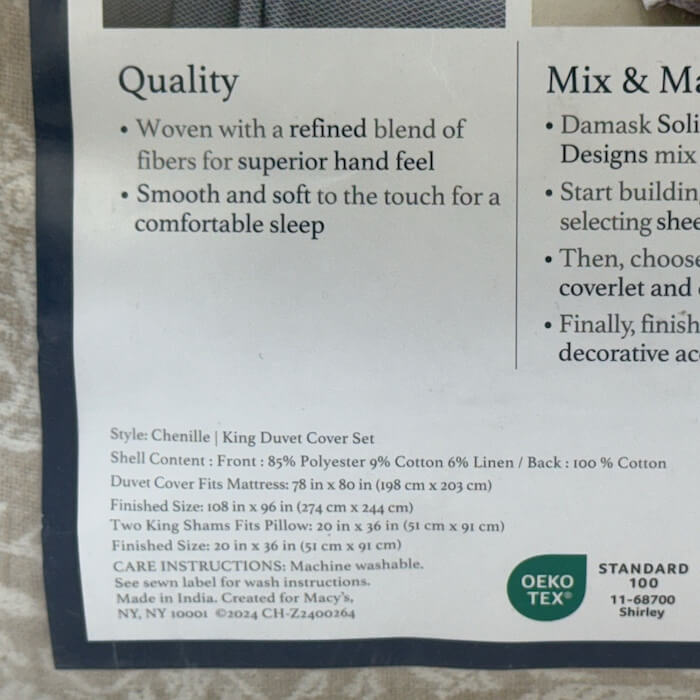 Quality
• Woven with a refined blend of
fibers for superior hand feel
• Smooth and soft to the touch for a
comfortable sleep
Mix & Ma
• Damask Soli
Designs mix
• Start buildin
selecting shee
• Then, choose
coverlet and
• Finally, finish
decorative ac
Style: Chenille | King Duvet Cover Set
Shell Content : Front : 85% Polyester 9% Cotton 6% Linen / Back : 100 % Cotton
Duvet Cover Fits Mattress: 78 in x 80 in (198 cm x 203 cm)
Finished Size: 108 in x 96 in (274 cm x 244 cm)
Two King Shams Fits Pillow: 20 in x 36 in (51 cm x 91 cm)
Finished Size: 20 in x 36 in (51 cm x 91 cm)
CARE INSTRUCTIONS: Machine washable.
See sewn label for wash instructions.
Made in India. Created for Macy's,
NY, NY 10001 ©2024 CH-Z2400264
OEKO
TEX®
STANDARD
100
11-68700
Shirley